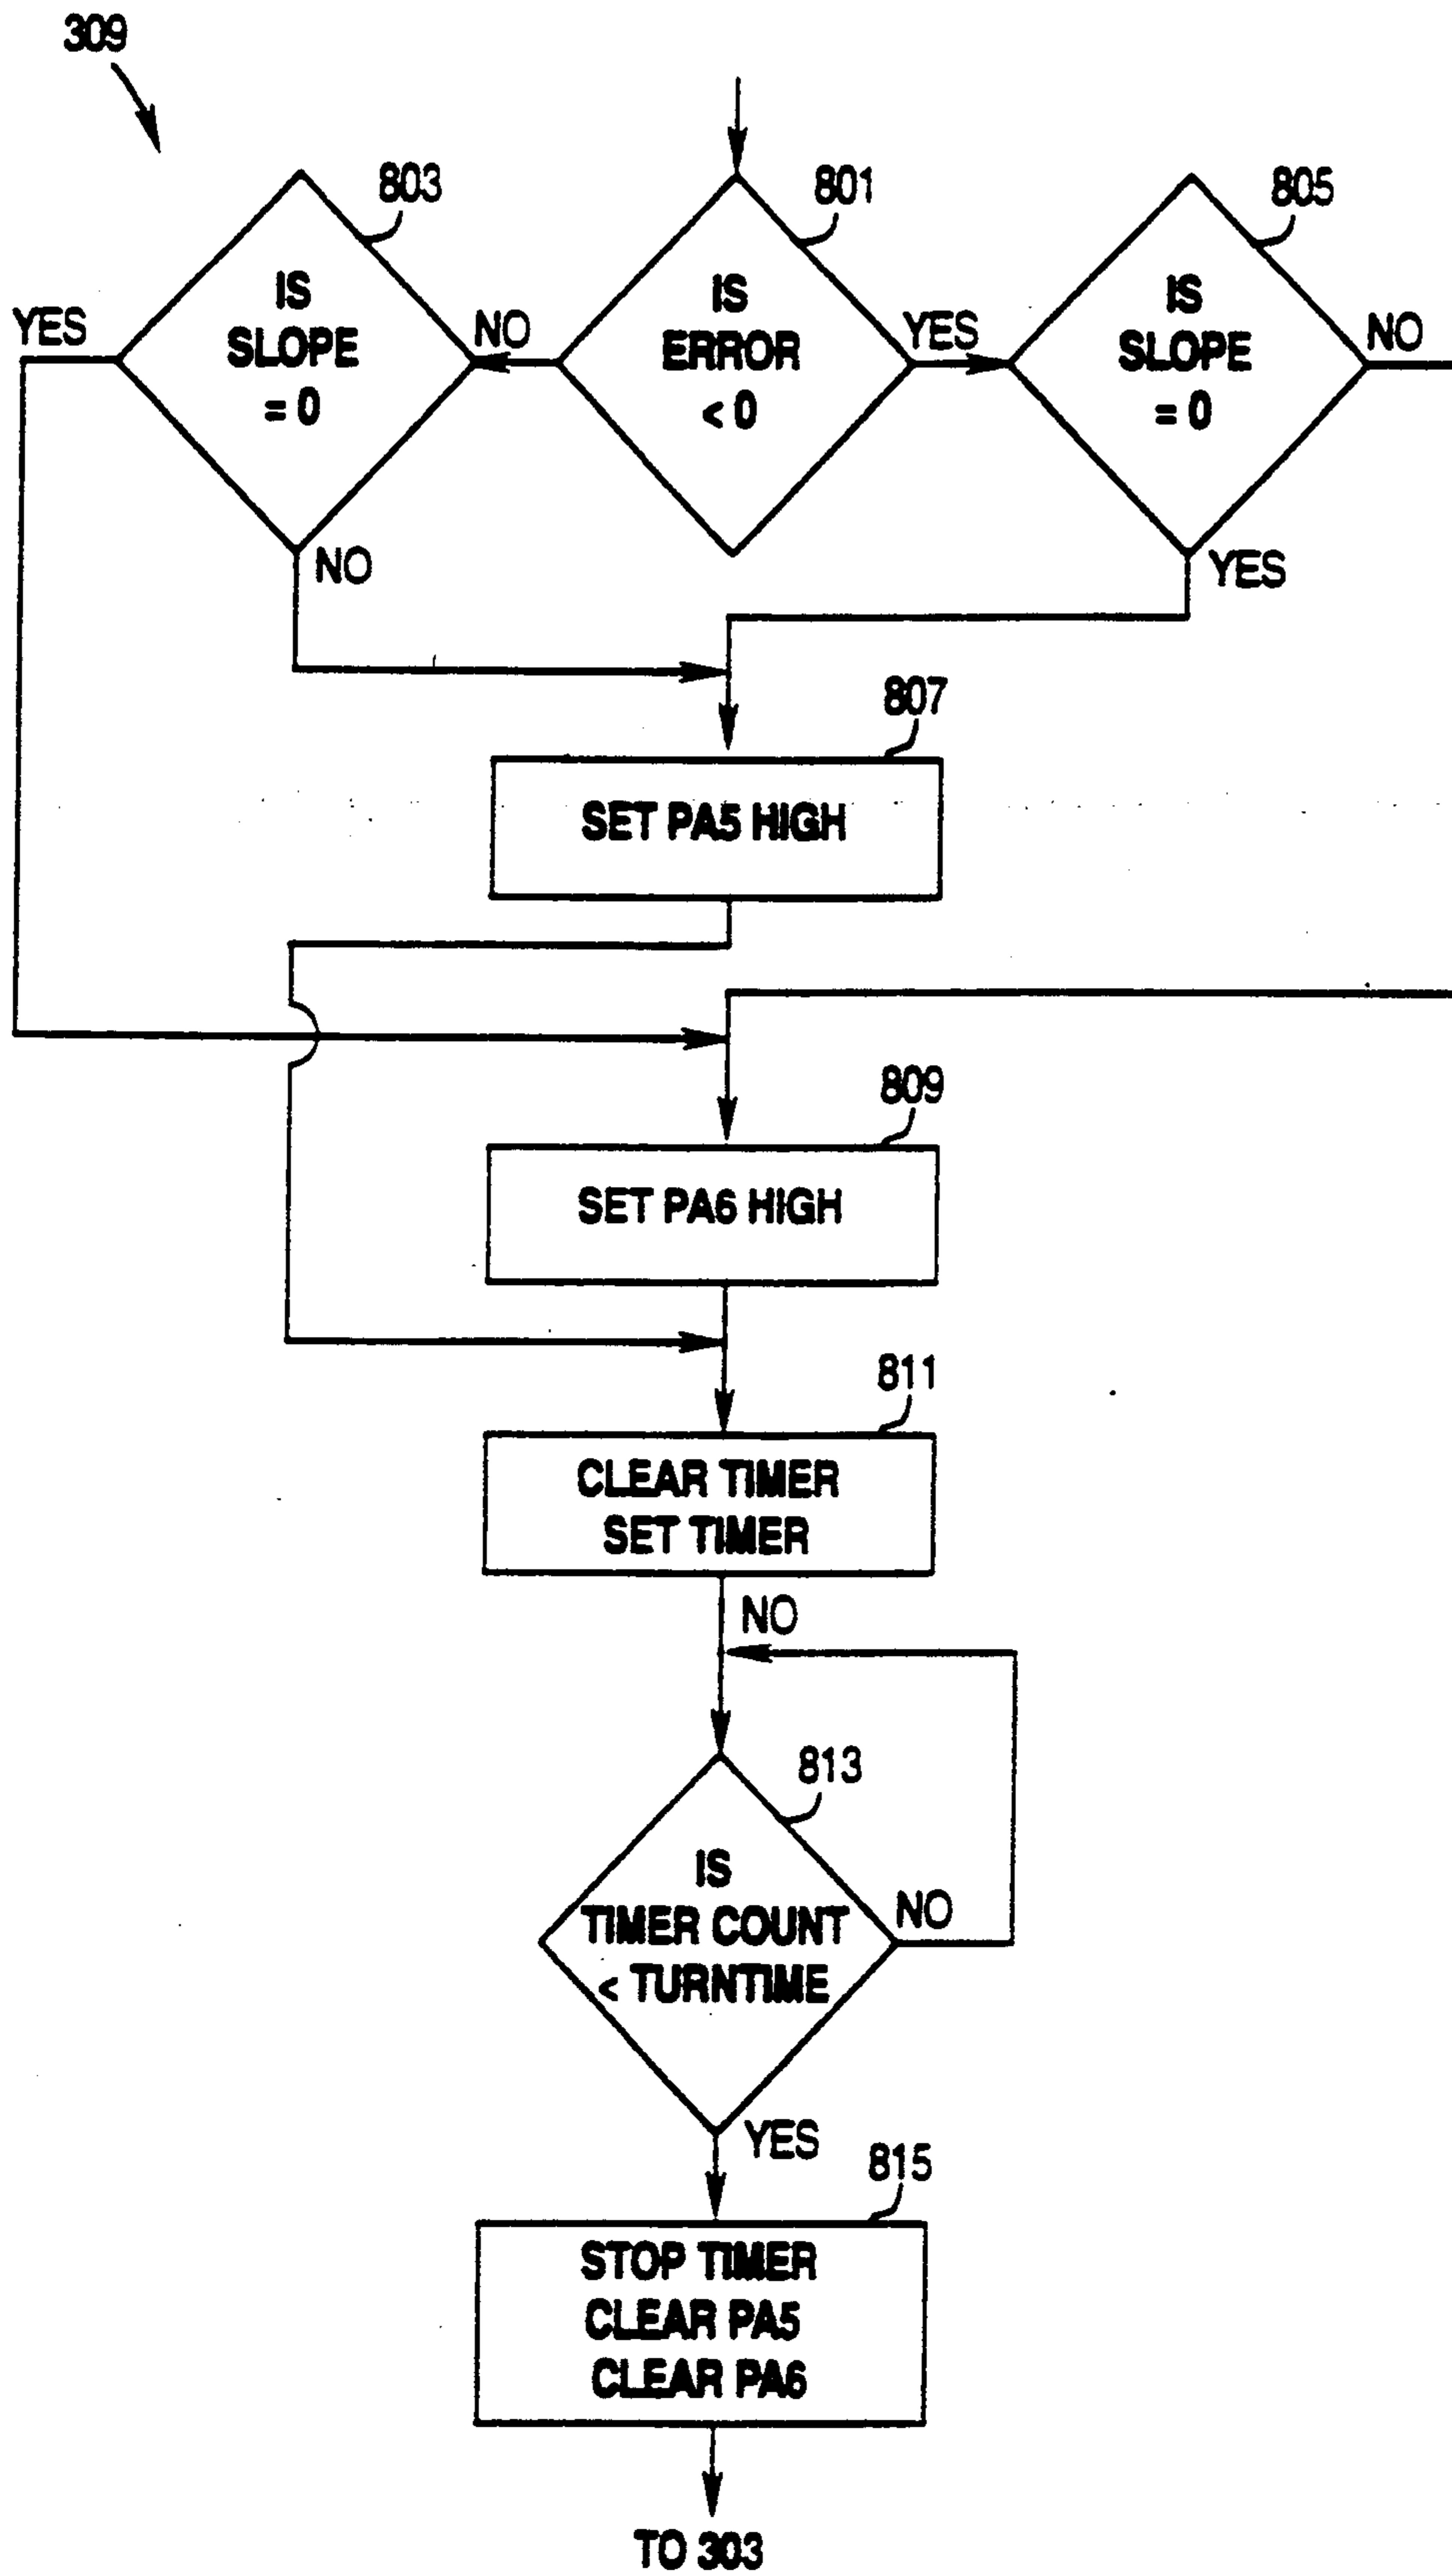 309
803
801
805
IS
SLOPE
= 0
YES
NO
IS
ERROR
< 0
YES
IS
SLOPE
= 0
NO
NO
YES
807
SET PA5 HIGH
809
SET PA6 HIGH
811
CLEAR TIMER
SET TIMER
NO
813
IS
TIMER COUNT
< TURNTIME
NO
YES
815
STOP TIMER
CLEAR PA5
CLEAR PA6
TO 303